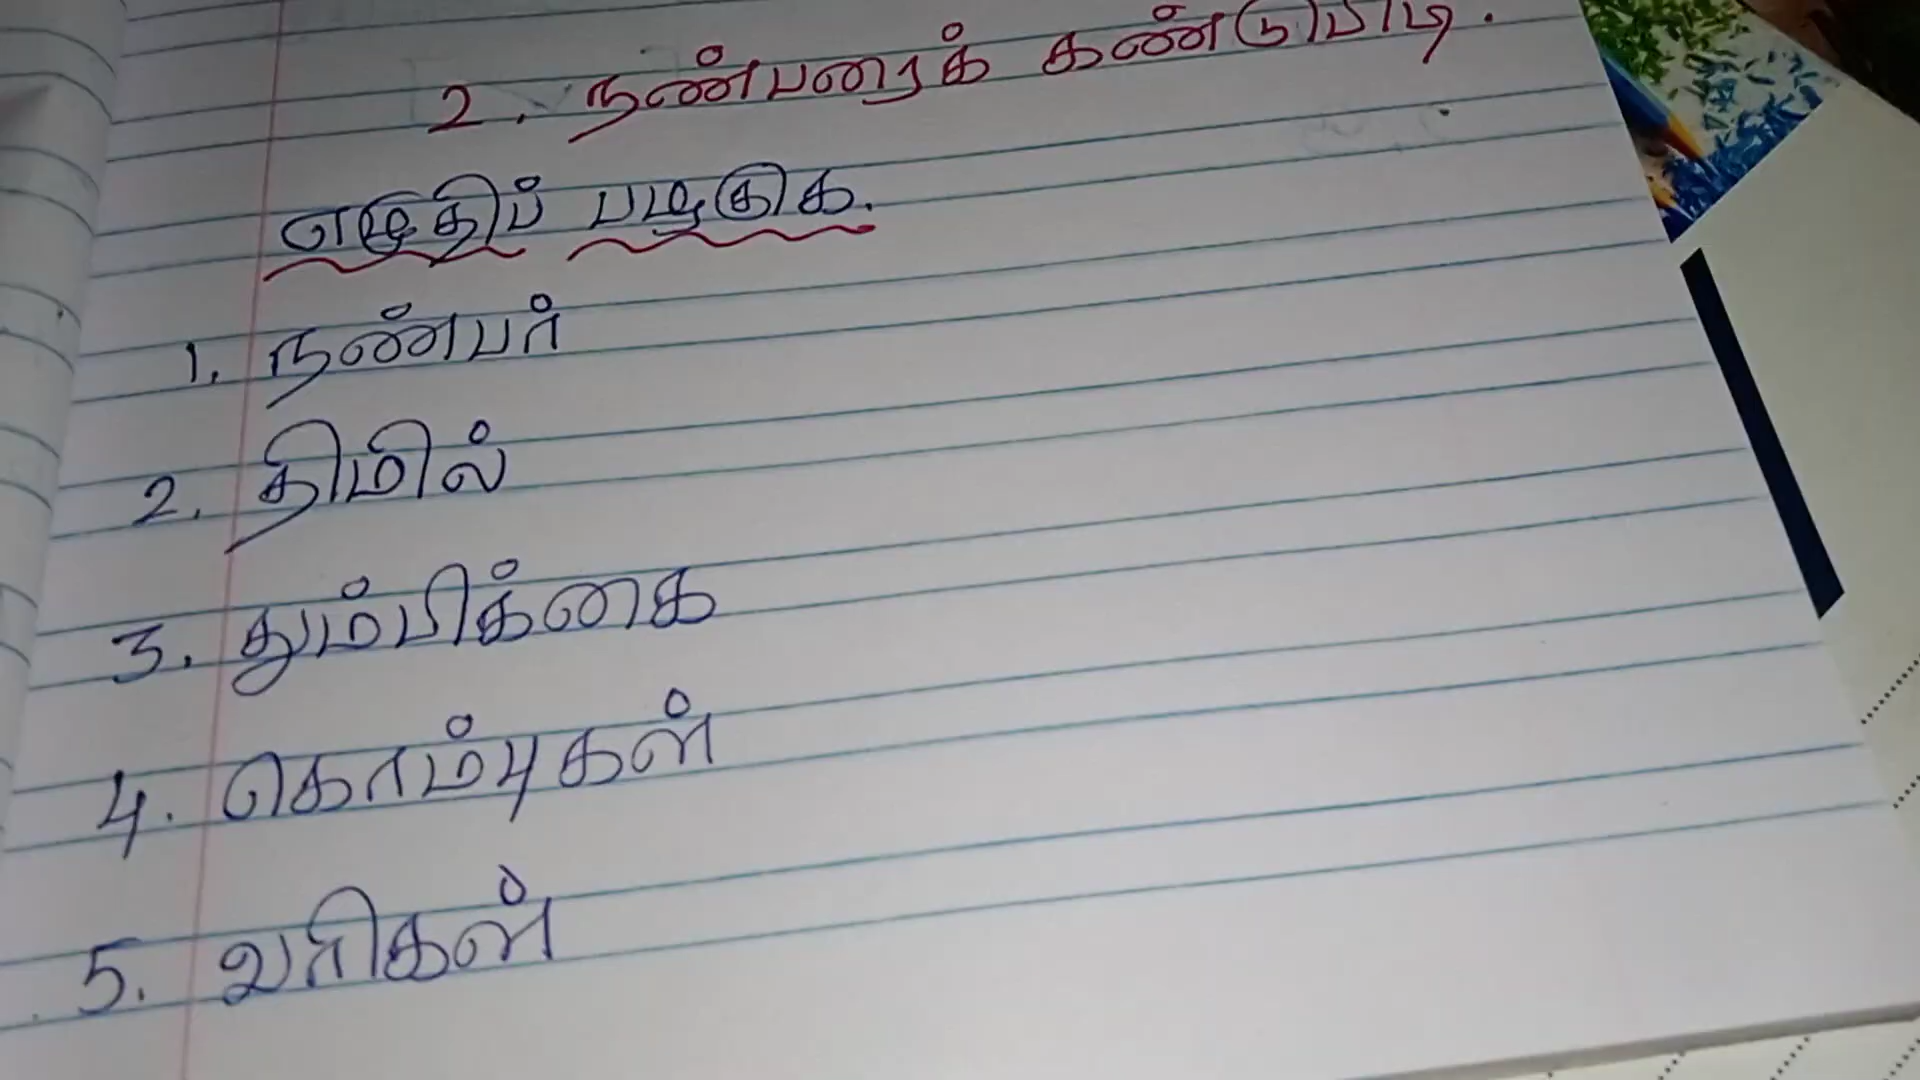 2. நண்பரைக் கண்டுபிடி.
எழுதிப் பழகுக.
1. நண்பர்
2. திமில்
3. தும்பிக்கை
4. கொம்புகள்
5. வரிகள்